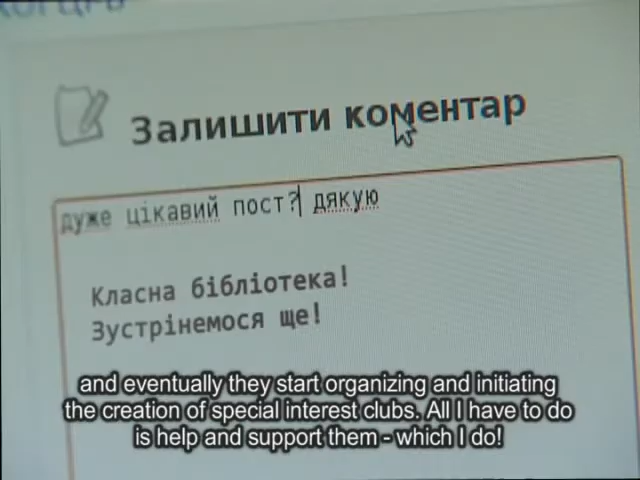 Залишити коментар
дуже цікавий пост? дякую
Класна бібліотека!
Зустрінемося ще!
and eventually they start organizing and initiating
the creation of special interest clubs. All I have to do
is help and support them - which I do!